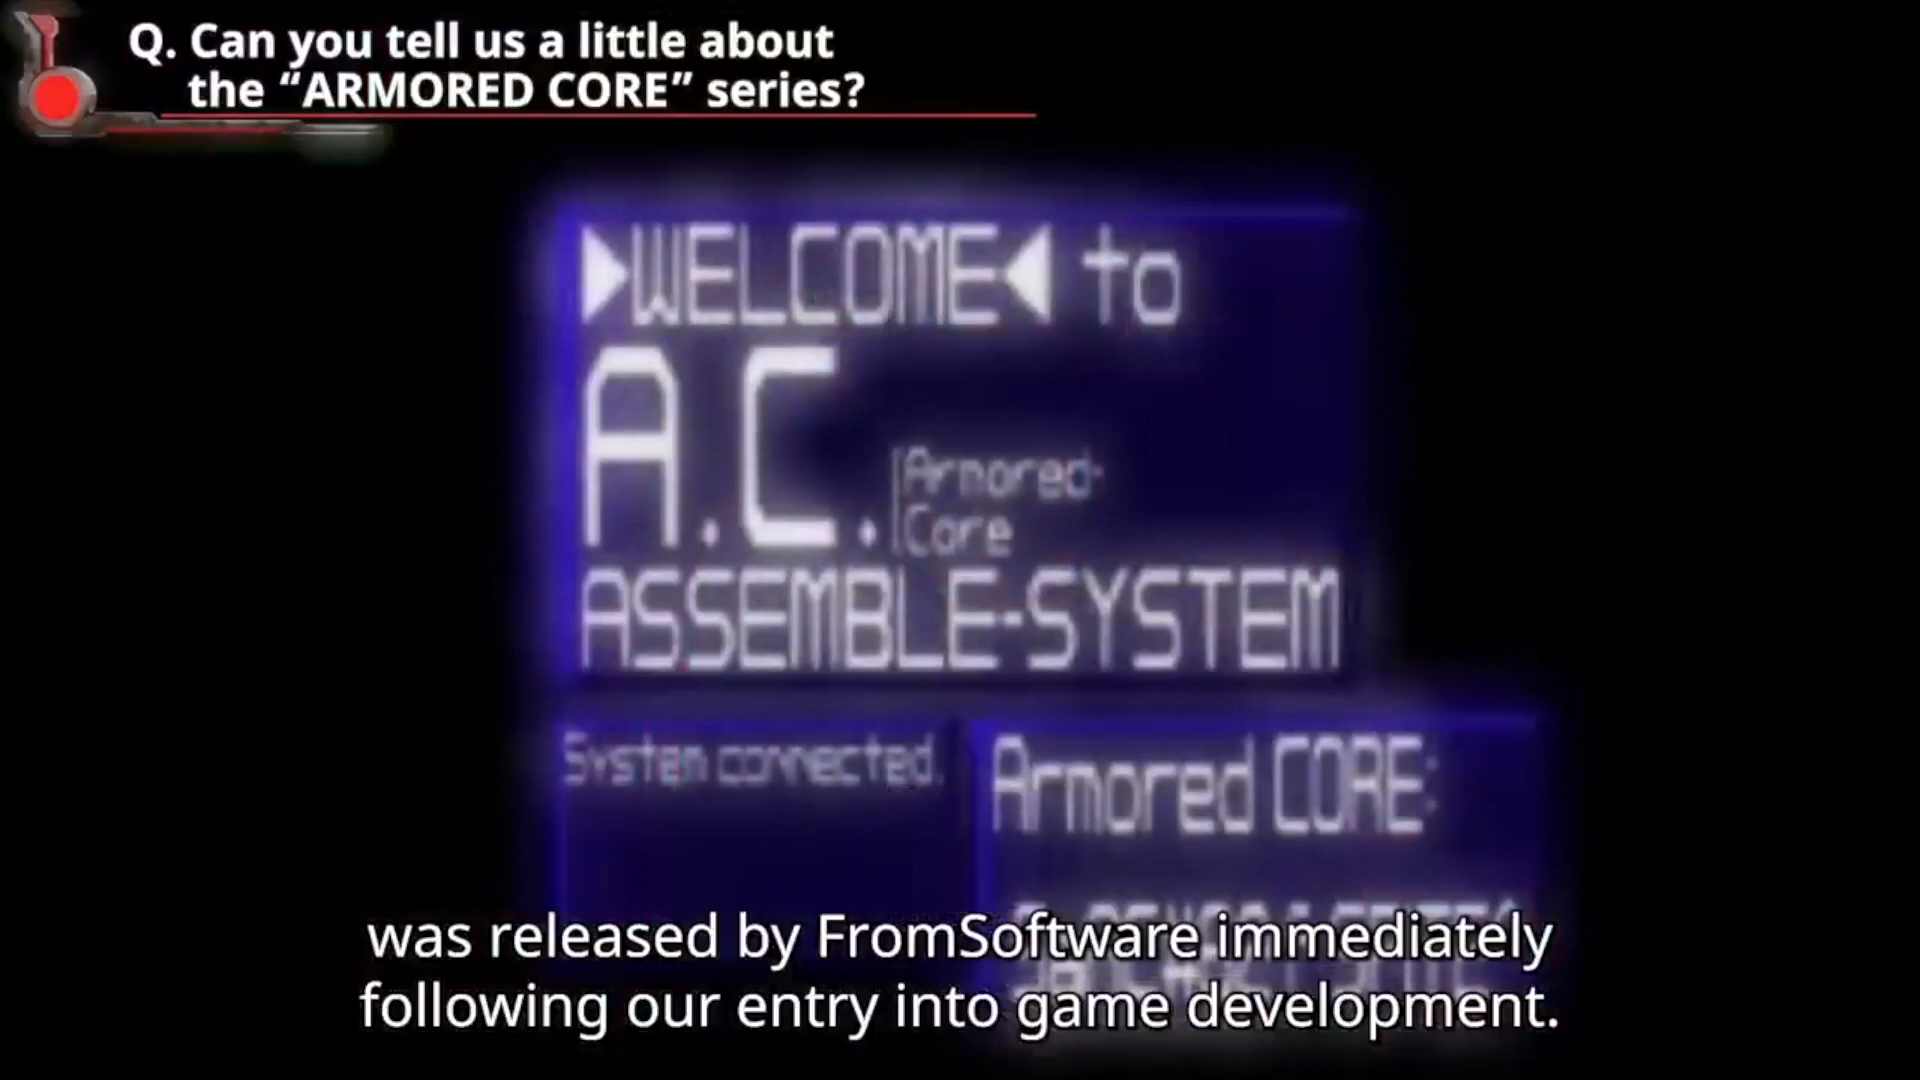 Q. Can you tell us a little about
the “ARMORED CORE” series?
▶WELCOME◀ to
A.C.
Armored-
Core
ASSEMBLE-SYSTEM
System connected.
Armored CORE:
was released by FromSoftware immediately
following our entry into game development.